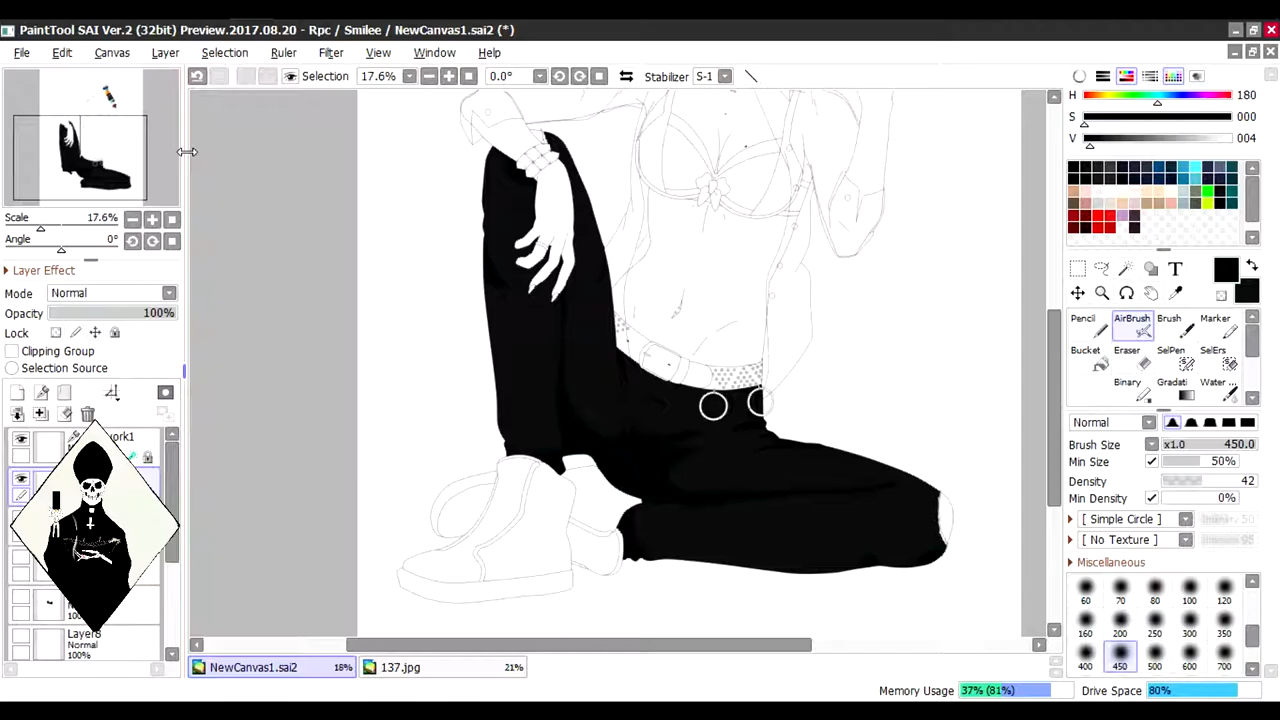 PaintTool SAI Ver.2 (32bit) Preview.2017.08.20 - Rpc / Smilee / NewCanvas1.sai2 (*)
File Edit Canvas Layer Selection Ruler Filter View Window Help
Selection 17.6% 0.0° Stabilizer S-1
H 180
S 000
V 004
Scale 17.6%
Angle 0°
Layer Effect
Mode Normal
Opacity 100%
Lock
Clipping Group
Selection Source
work1
Layer8
Normal
100%
T
Pencil AirBrush Brush Marker
Bucket Eraser SelPen SelErs
Binary Gradati Water ...
Normal
Brush Size x1.0 450.0
Min Size 50%
Density 42
Min Density 0%
[ Simple Circle ] 50
[ No Texture ] 95
Miscellaneous
60 70 80 100 120
160 200 250 300 350
400 450 500 600 700
NewCanvas1.sai2 18% 137.jpg 21%
Memory Usage 37% (81%) Drive Space 80%